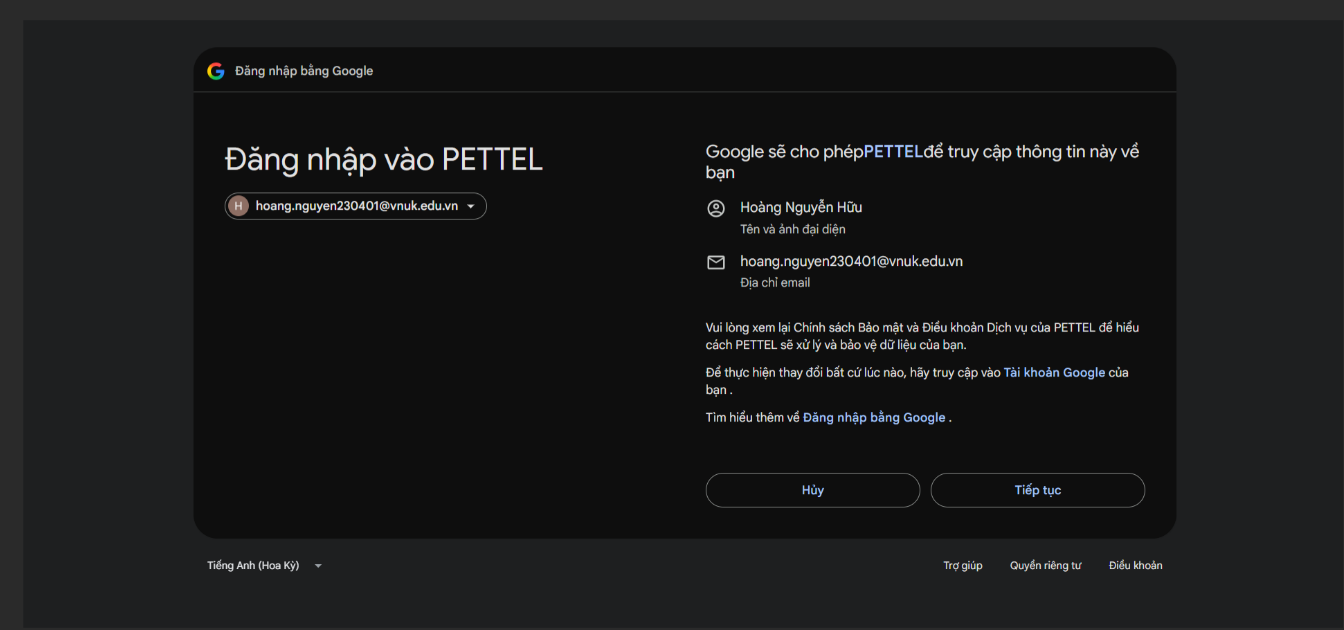 Đăng nhập bằng Google
Đăng nhập vào PETTEL
H hoang.nguyen230401@vnuk.edu.vn
Google sẽ cho phépPETTELđể truy cập thông tin này về
bạn
Hoàng Nguyễn Hữu
Tên và ảnh đại diện
hoang.nguyen230401@vnuk.edu.vn
Địa chỉ email
Vui lòng xem lại Chính sách Bảo mật và Điều khoản Dịch vụ của PETTEL để hiểu
cách PETTEL sẽ xử lý và bảo vệ dữ liệu của bạn.
Để thực hiện thay đổi bất cứ lúc nào, hãy truy cập vào Tài khoản Google của
bạn .
Tìm hiểu thêm về Đăng nhập bằng Google .
Hủy Tiếp tục
Tiếng Anh (Hoa Kỳ) Trợ giúp Quyền riêng tư Điều khoản